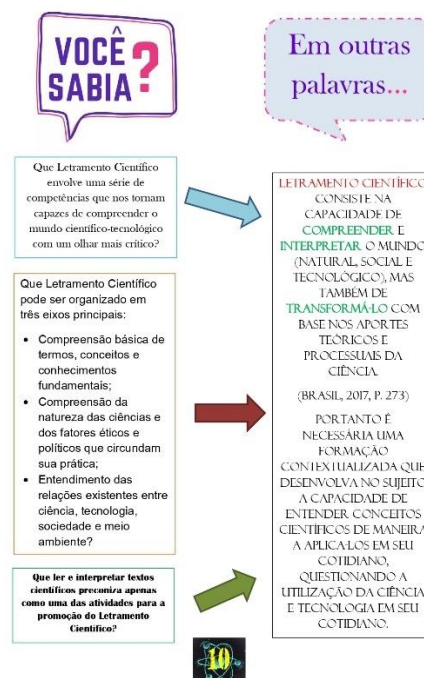 VOCÊ
SABIA ?
Em outras
palavras...
Que Letramento Científico
envolve uma série de
competências que nos tornam
capazes de compreender o
mundo científico-tecnológico
com um olhar mais crítico?
Que Letramento Científico
pode ser organizado em
três eixos principais:
• Compreensão básica de
termos, conceitos e
conhecimentos
fundamentais;
• Compreensão da
natureza das ciências e
dos fatores éticos e
políticos que circundam
sua prática;
• Entendimento das
relações existentes entre
ciência, tecnologia,
sociedade e meio
ambiente?
Que ler e interpretar textos
científicos preconiza apenas
como uma das atividades para a
promoção do Letramento
Científico?
LETRAMENTO CIENTÍFICO
CONSISTE NA
CAPACIDADE DE
COMPREENDER E
INTERPRETAR O MUNDO
(NATURAL, SOCIAL E
TECNOLÓGICO), MAS
TAMBÉM DE
TRANSFORMÁ-LO COM
BASE NOS APORTES
TEÓRICOS E
PROCESSUAIS DA
CIÊNCIA.
(BRASIL, 2017, P. 273)
PORTANTO É
NECESSÁRIA UMA
FORMAÇÃO
CONTEXTUALIZADA QUE
DESENVOLVA NO SUJEITO
A CAPACIDADE DE
ENTENDER CONCEITOS
CIENTÍFICOS DE MANEIRA
A APLICA-LOS EM SEU
COTIDIANO,
QUESTIONANDO A
UTILIZAÇÃO DA CIÊNCIA
E TECNOLOGIA EM SEU
COTIDIANO.
10